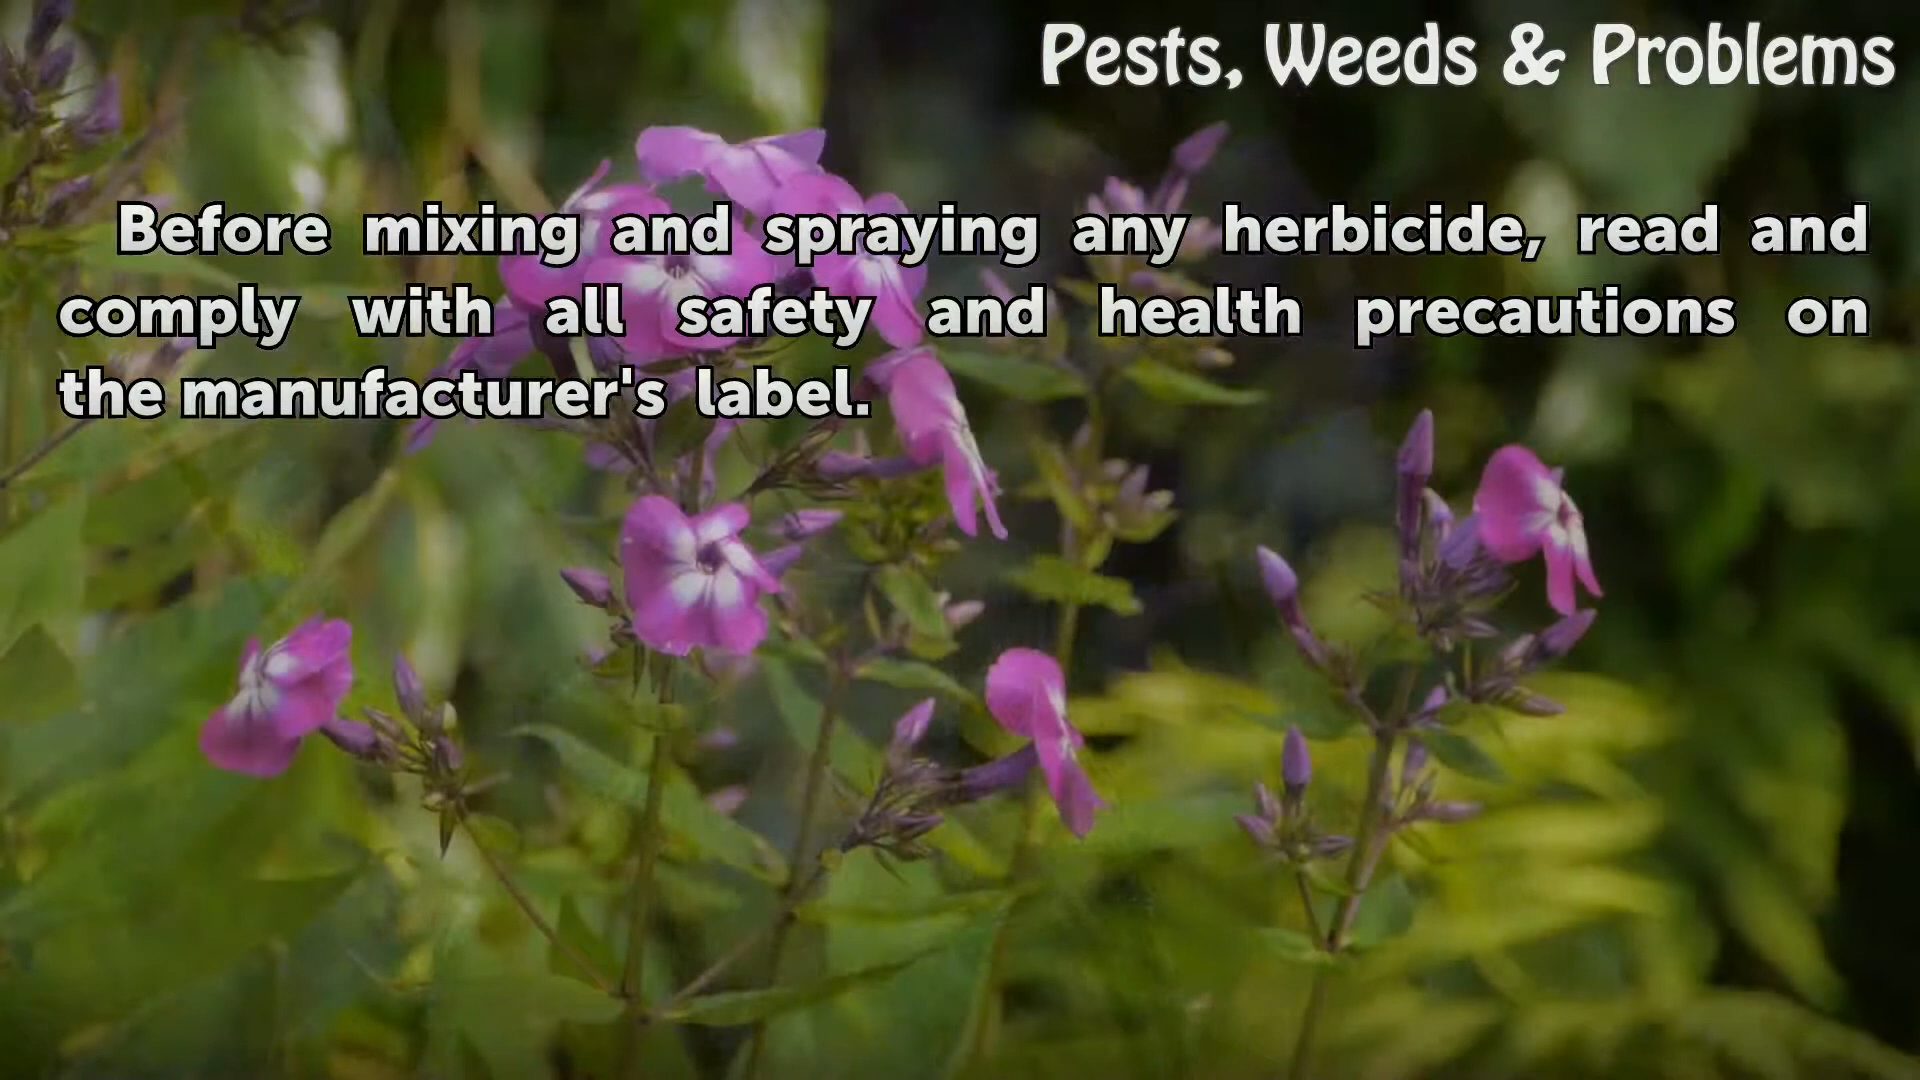 Pests, Weeds & Problems
Before mixing and spraying any herbicide, read and
comply with all safety and health precautions on
the manufacturer's label.